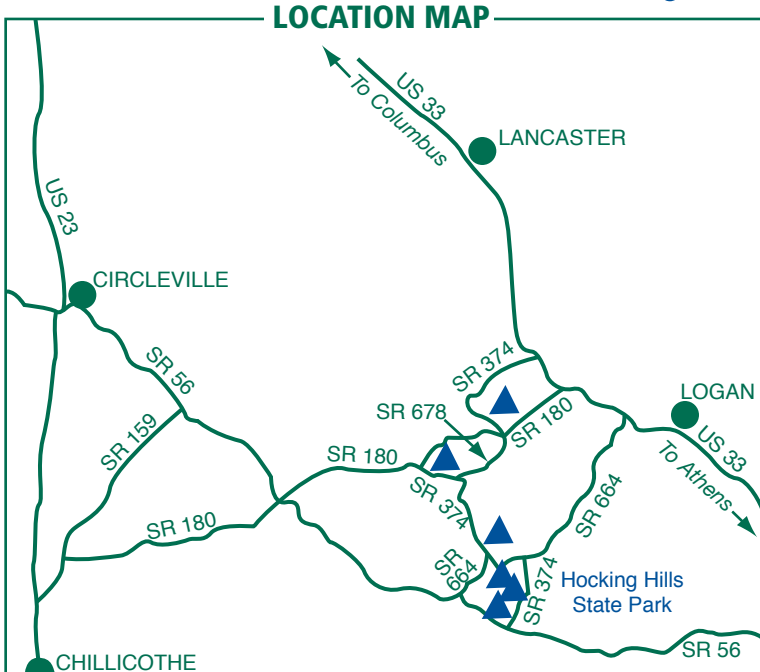 LOCATION MAP
US 33
To Columbus
LANCASTER
US 23
CIRCLEVILLE
SR 56
SR 374
LOGAN
SR 678
SR 180
SR 159
SR 180
US 33
To Athens
SR 374
SR 664
SR 180
SR 664
SR 374
Hocking Hills
State Park
SR 56
CHILLICOTHE